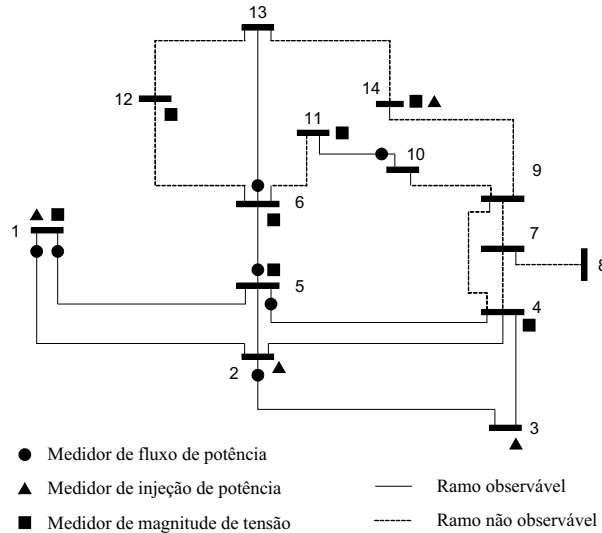 13
14
12
11
10
9
6
1
7
8
5
4
2
3
Medidor de fluxo de potência
Medidor de injeção de potência
Ramo observável
Medidor de magnitude de tensão
Ramo não observável